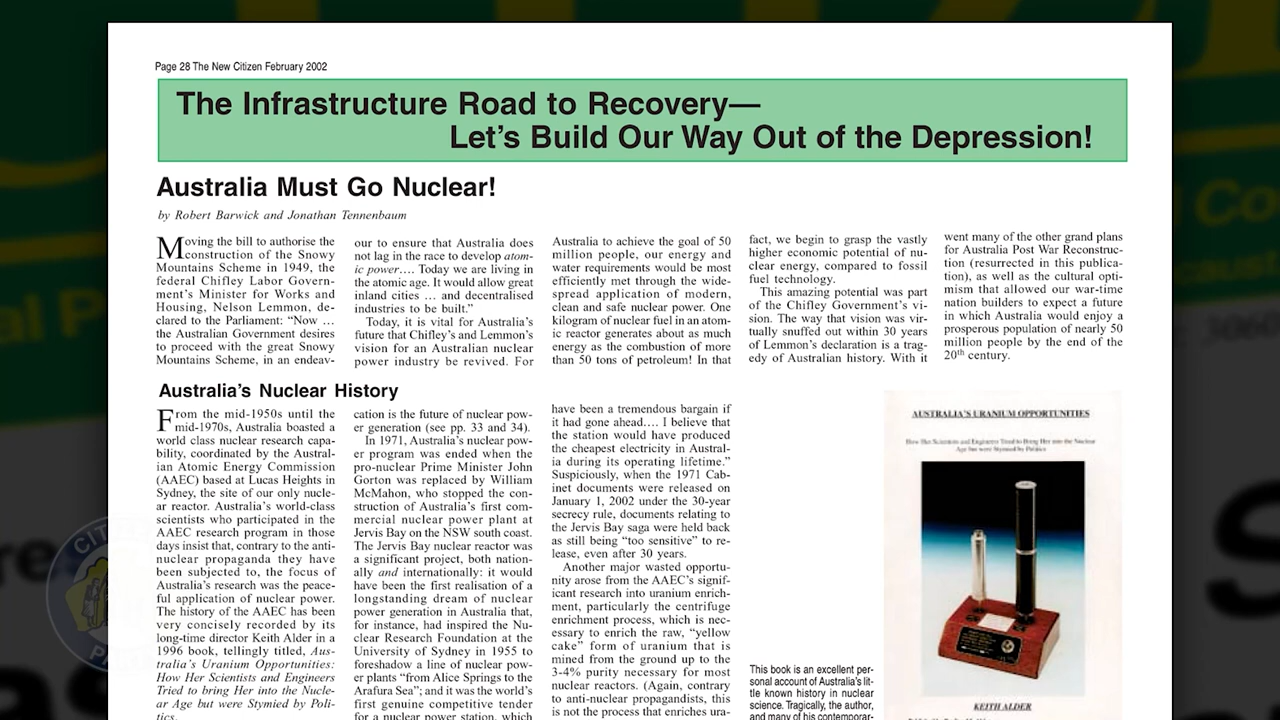 Page 28 The New Citizen February 2002
The Infrastructure Road to Recovery—
Let's Build Our Way Out of the Depression!
Australia Must Go Nuclear!
by Robert Barwick and Jonathan Tennenbaum
Moving the bill to authorise the
construction of the Snowy
Mountains Scheme in 1949, the
federal Chifley Labor Govern-
ment's Minister for Works and
Housing, Nelson Lemmon, de-
clared to the Parliament: “Now ...
the Australian Government desires
to proceed with the great Snowy
Mountains Scheme, in an endeav-
our to ensure that Australia does
not lag in the race to develop atom-
ic power.... Today we are living in
the atomic age. It would allow great
inland cities ... and decentralised
industries to be built.”
Today, it is vital for Australia's
future that Chifley's and Lemmon's
vision for an Australian nuclear
power industry be revived. For
Australia to achieve the goal of 50
million people, our energy and
water requirements would be most
efficiently met through the wide-
spread application of modern,
clean and safe nuclear power. One
kilogram of nuclear fuel in an atom-
ic reactor generates about as much
energy as the combustion of more
than 50 tons of petroleum! In that
fact, we begin to grasp the vastly
higher economic potential of nu-
clear energy, compared to fossil
fuel technology.
This amazing potential was part
of the Chifley Government's vi-
sion. The way that vision was vir-
tually snuffed out within 30 years
of Lemmon's declaration is a trag-
edy of Australian history. With it
went many of the other grand plans
for Australia Post War Reconstruc-
tion (resurrected in this publica-
tion), as well as the cultural opti-
mism that allowed our war-time
nation builders to expect a future
in which Australia would enjoy a
prosperous population of nearly 50
million people by the end of the
20th century.
Australia's Nuclear History
From the mid-1950s until the
mid-1970s, Australia boasted a
world class nuclear research capa-
bility, coordinated by the Austral-
ian Atomic Energy Commission
(AAEC) based at Lucas Heights in
Sydney, the site of our only nucle-
ar reactor. Australia's world-class
scientists who participated in the
AAEC research program in those
days insist that, contrary to the anti-
nuclear propaganda they have
been subjected to, the focus of
Australia's research was the peace-
ful application of nuclear power.
The history of the AAEC has been
very concisely recorded by its
long-time director Keith Alder in a
1996 book, tellingly titled, Aus-
tralia's Uranium Opportunities:
How Her Scientists and Engineers
Tried to bring Her into the Nucle-
ar Age but were Stymied by Poli-
tics.
cation is the future of nuclear pow-
er generation (see pp. 33 and 34).
In 1971, Australia's nuclear pow-
er program was ended when the
pro-nuclear Prime Minister John
Gorton was replaced by William
McMahon, who stopped the con-
struction of Australia's first com-
mercial nuclear power plant at
Jervis Bay on the NSW south coast.
The Jervis Bay nuclear reactor was
a significant project, both nation-
ally and internationally: it would
have been the first realisation of a
longstanding dream of nuclear
power generation in Australia that,
for instance, had inspired the Nu-
clear Research Foundation at the
University of Sydney in 1955 to
foreshadow a line of nuclear pow-
er plants “from Alice Springs to the
Arafura Sea”; and it was the world's
first genuine competitive tender
for a nuclear power station, which
have been a tremendous bargain if
it had gone ahead.... I believe that
the station would have produced
the cheapest electricity in Austral-
ia during its operating lifetime.”
Suspiciously, when the 1971 Cab-
inet documents were released on
January 1, 2002 under the 30-year
secrecy rule, documents relating to
the Jervis Bay saga were held back
as still being “too sensitive” to re-
lease, even after 30 years.
Another major wasted opportu-
nity arose from the AAEC's signif-
icant research into uranium enrich-
ment, particularly the centrifuge
enrichment process, which is nec-
essary to enrich the raw, “yellow
cake” form of uranium that is
mined from the ground up to the
3-4% purity necessary for most
nuclear reactors. (Again, contrary
to anti-nuclear propagandists, this
is not the process that enriches ura-
AUSTRALIA'S URANIUM OPPORTUNITIES
How Her Scientists and Engineers Tried to Bring Her into the Nuclear
Age but were Stymied by Politics
KEITH ALDER
This book is an excellent per-
sonal account of Australia's lit-
tle known history in nuclear
science. Tragically, the author,
and many of his contemporar-